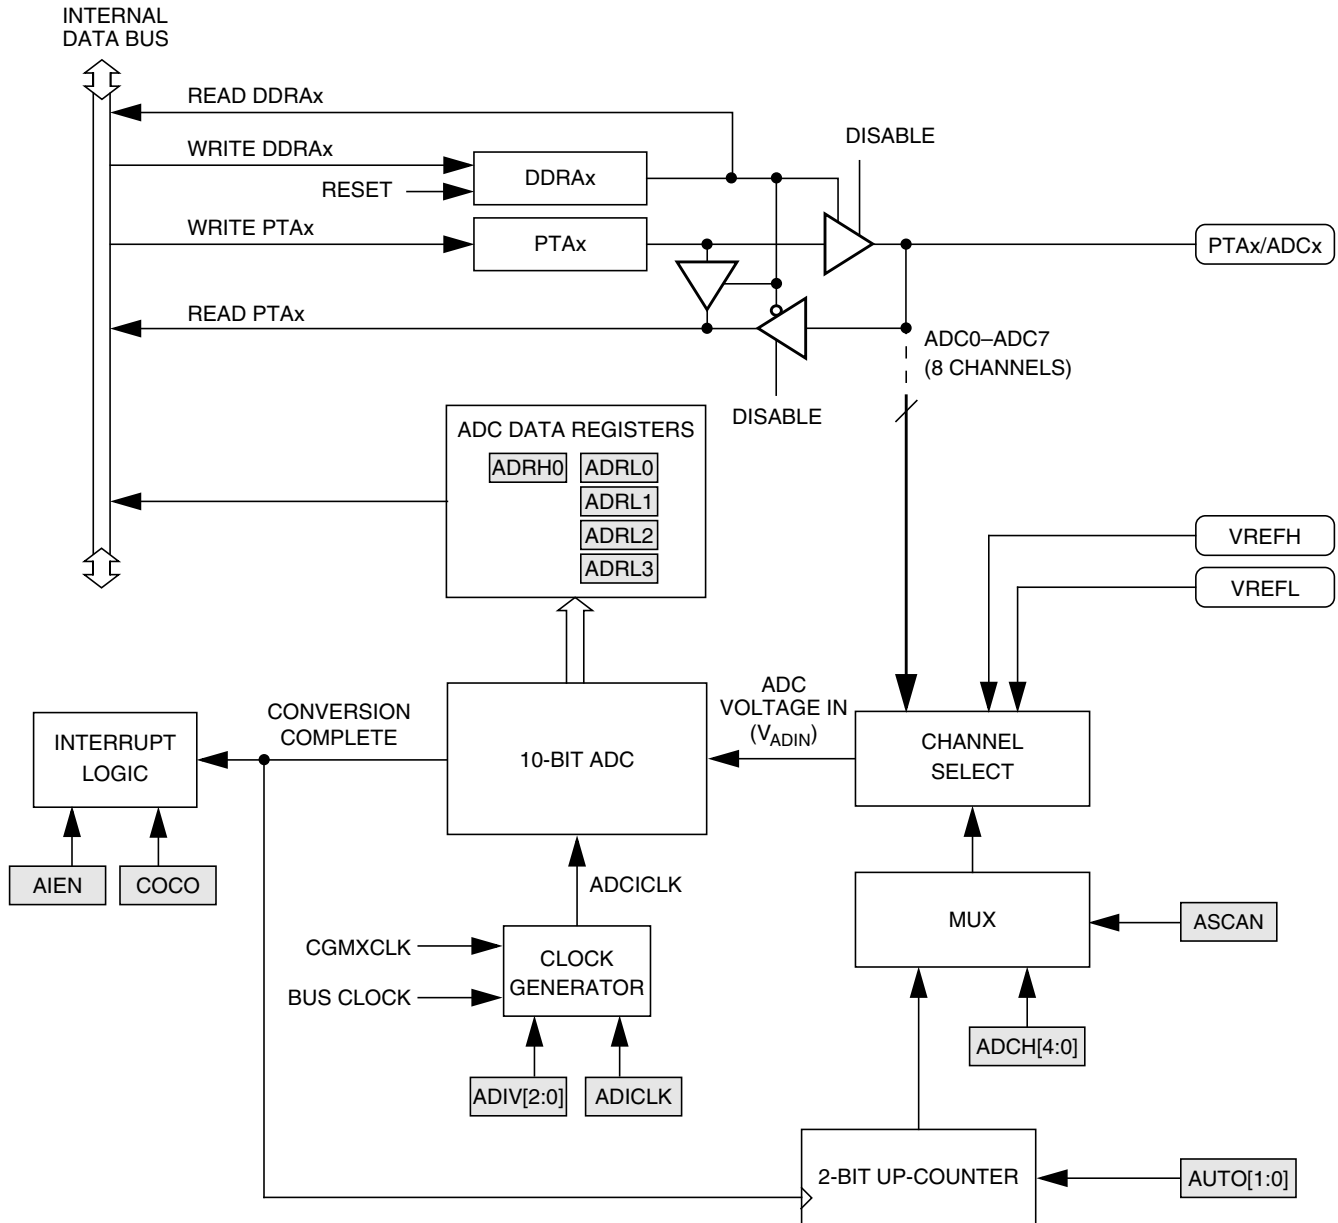 INTERNAL
DATA BUS
READ DDRAx
WRITE DDRAx
RESET
DDRAx
DISABLE
WRITE PTAx
PTAx
PTAx/ADCx
READ PTAx
ADC0–ADC7
(8 CHANNELS)
DISABLE
ADC DATA REGISTERS
ADRH0
ADRL0
ADRL1
ADRL2
ADRL3
VREFH
VREFL
INTERRUPT
LOGIC
CONVERSION
COMPLETE
10-BIT ADC
ADC
VOLTAGE IN
(VADIN)
CHANNEL
SELECT
AIEN
COCO
ADCICLK
MUX
ASCAN
CGMXCLK
BUS CLOCK
CLOCK
GENERATOR
ADCH[4:0]
ADIV[2:0]
ADICLK
2-BIT UP-COUNTER
AUTO[1:0]